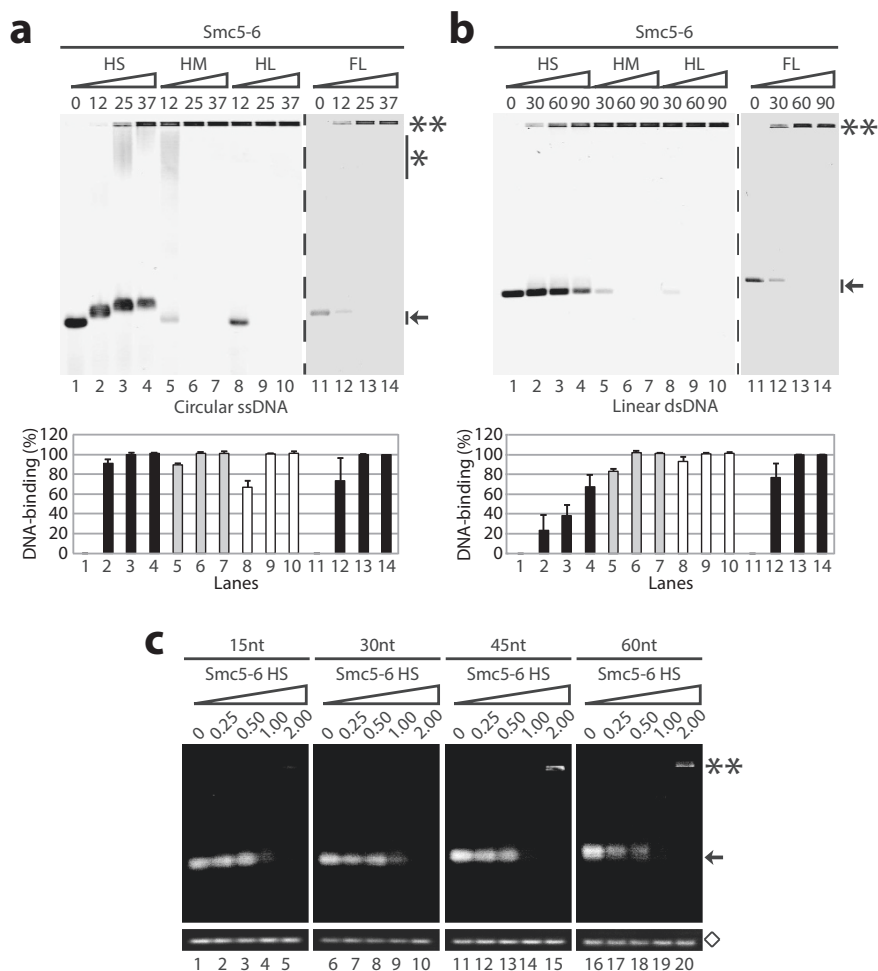 a
Smc5-6
HS HM HL FL
0 12 25 37 12 25 37 12 25 37 0 12 25 37
**
*
←
1 2 3 4 5 6 7 8 9 10 11 12 13 14
Circular ssDNA
DNA-binding (%)
120
100
80
60
40
20
0
1 2 3 4 5 6 7 8 9 10 11 12 13 14
Lanes
b
Smc5-6
HS HM HL FL
0 30 60 90 30 60 90 30 60 90 0 30 60 90
**
←
1 2 3 4 5 6 7 8 9 10 11 12 13 14
Linear dsDNA
DNA-binding (%)
120
100
80
60
40
20
0
1 2 3 4 5 6 7 8 9 10 11 12 13 14
Lanes
c
15nt 30nt 45nt 60nt
Smc5-6 HS Smc5-6 HS Smc5-6 HS Smc5-6 HS
0 0.25 0.50 1.00 2.00 0 0.25 0.50 1.00 2.00 0 0.25 0.50 1.00 2.00 0 0.25 0.50 1.00 2.00
**
←
◇
1 2 3 4 5 6 7 8 9 10 11 12 13 14 15 16 17 18 19 20